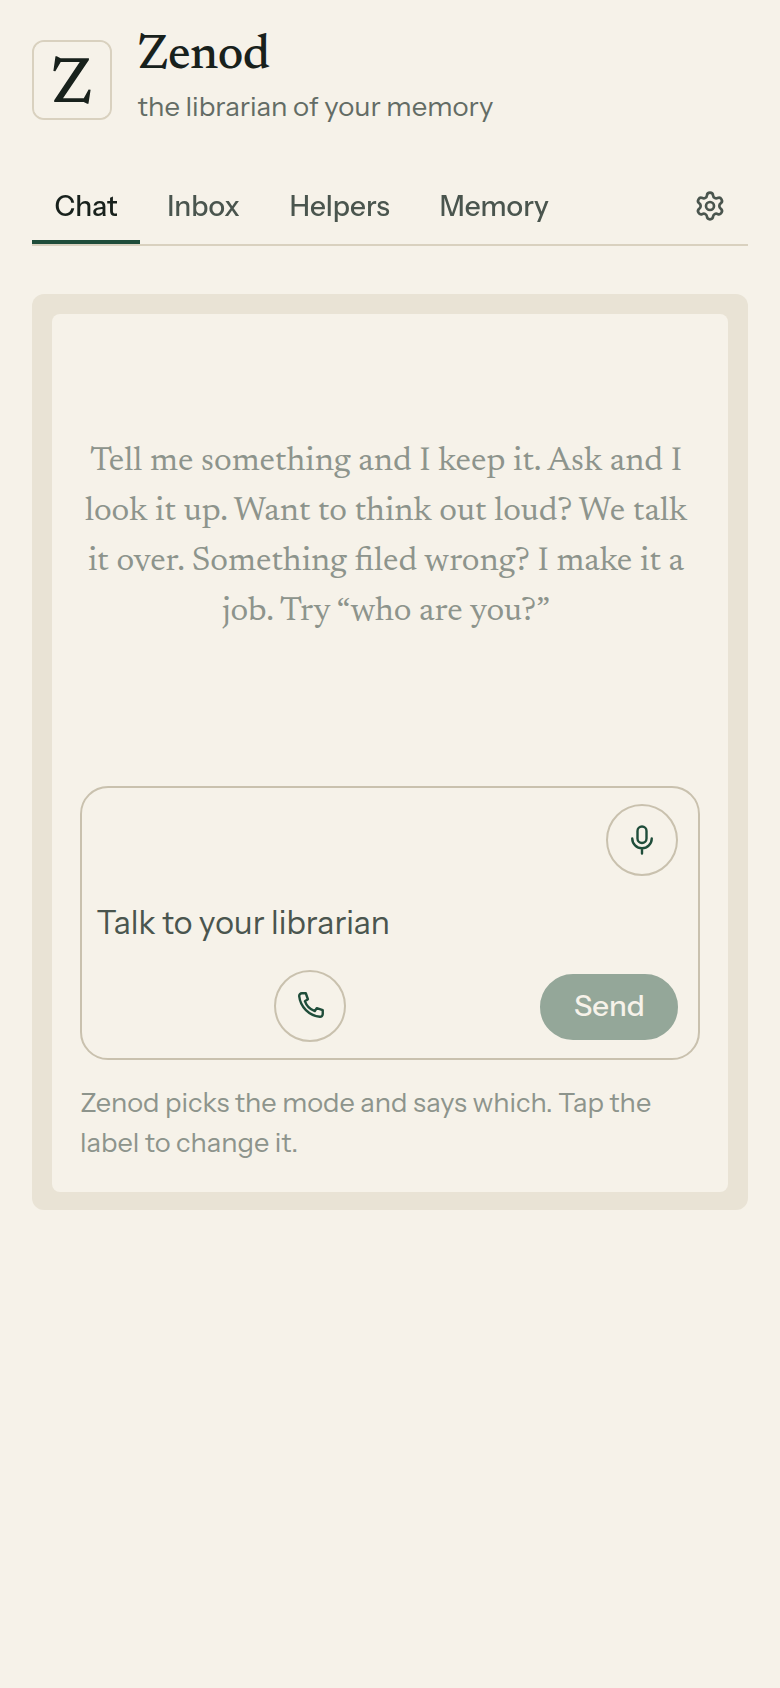 Z
Zenod
the librarian of your memory
Chat Inbox Helpers Memory
Tell me something and I keep it. Ask and I
look it up. Want to think out loud? We talk
it over. Something filed wrong? I make it a
job. Try “who are you?”
Talk to your librarian
Send
Zenod picks the mode and says which. Tap the
label to change it.